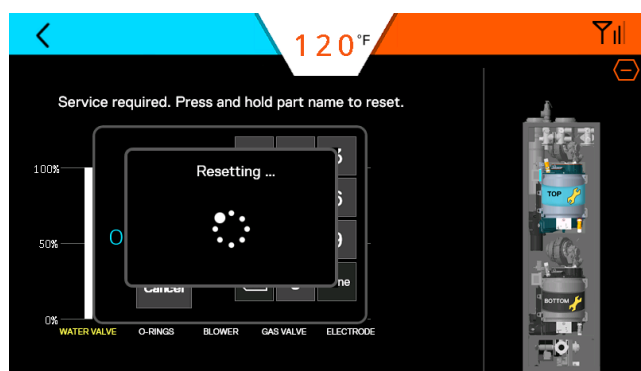 120°F
Service required. Press and hold part name to reset.
Resetting ...
100%
50%
0%
Cancel
WATER VALVE O-RINGS BLOWER GAS VALVE ELECTRODE
TOP
BOTTOM